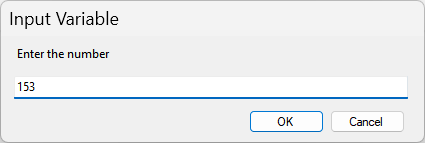 Input Variable
Enter the number
153
OK
Cancel